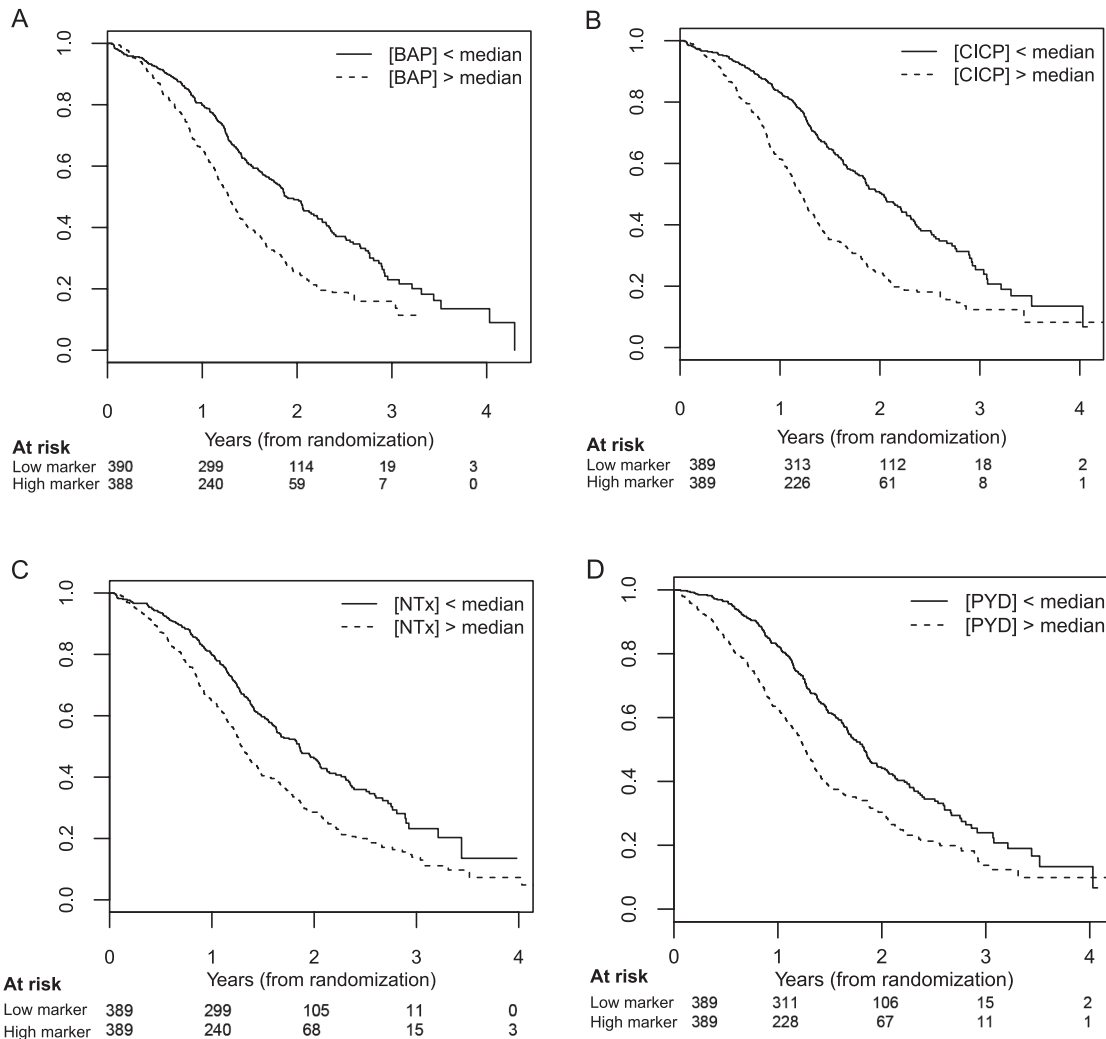 A
[BAP] < median
[BAP] > median
1.0
0.8
0.6
0.4
0.2
0.0
0 1 2 3 4
Years (from randomization)
At risk
Low marker 390 299 114 19 3
High marker 388 240 59 7 0
B
[CICP] < median
[CICP] > median
1.0
0.8
0.6
0.4
0.2
0.0
0 1 2 3 4
Years (from randomization)
At risk
Low marker 389 313 112 18 2
High marker 389 226 61 8 1
C
[NTx] < median
[NTx] > median
1.0
0.8
0.6
0.4
0.2
0.0
0 1 2 3 4
Years (from randomization)
At risk
Low marker 389 299 105 11 0
High marker 389 240 68 15 3
D
[PYD] < median
[PYD] > median
1.0
0.8
0.6
0.4
0.2
0.0
0 1 2 3 4
Years (from randomization)
At risk
Low marker 389 311 106 15 2
High marker 389 228 67 11 1